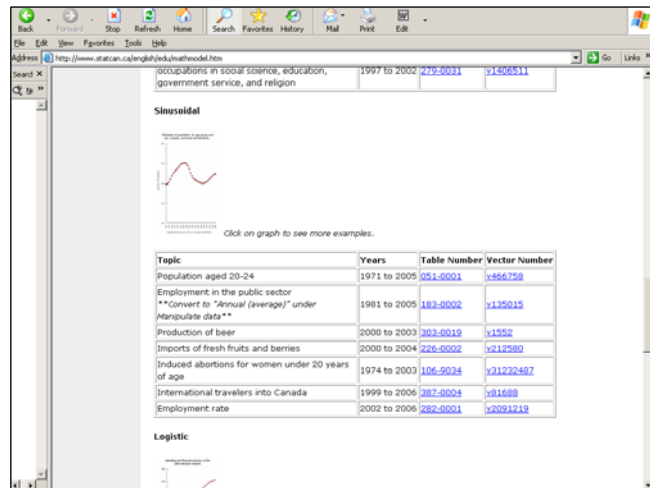 Back Forward Stop Refresh Home Search Favorites History Mail Print Edit
File Edit View Favorites Tools Help
Address http://www.statcan.ca/english/edu/mathmodel.htm Go Links »
Search ×
»
occupations in social science, education,
government service, and religion
1997 to 2002 279-0031 v1406511
Sinusoidal
Click on graph to see more examples.
Topic Years Table Number Vector Number
Population aged 20-24 1971 to 2005 051-0001 v466758
Employment in the public sector
**Convert to "Annual (average)" under
Manipulate data**
1981 to 2005 183-0002 v135015
Production of beer 2000 to 2003 303-0019 v1552
Imports of fresh fruits and berries 2000 to 2004 226-0002 v212580
Induced abortions for women under 20 years
of age
1974 to 2003 106-9034 v31232487
International travelers into Canada 1999 to 2006 387-0004 v81688
Employment rate 2002 to 2006 282-0001 v2091219
Logistic